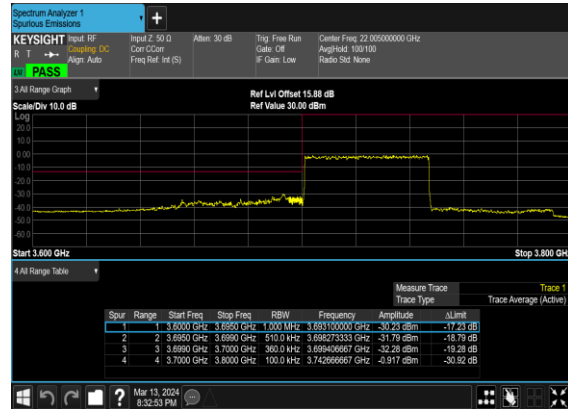 Spectrum Analyzer 1
Spurious Emissions
+
KEYSIGHT Input: RF Input Z: 50 Ω Atten: 30 dB Trig: Free Run Center Freq: 22.005000000 GHz
R T Coupling: DC Corr CCorr Gate: Off Avg|Hold: 100/100
Align: Auto Freq Ref: Int (S) IF Gain: Low Radio Std: None
LW PASS
3 All Range Graph
Ref Lvl Offset 15.88 dB
Scale/Div 10.0 dB Ref Value 30.00 dBm
Log
20.0
10.0
0.00
-10.0
-20.0
-30.0
-40.0
-50.0
-60.0
Start 3.600 GHz Stop 3.800 GHz
4 All Range Table
Measure Trace Trace 1
Trace Type Trace Average (Active)
Spur Range Start Freq Stop Freq RBW Frequency Amplitude ΔLimit
1 1 3.6000 GHz 3.6950 GHz 1.000 MHz 3.693100000 GHz -30.23 dBm -17.23 dB
2 2 3.6950 GHz 3.6990 GHz 510.0 kHz 3.698273333 GHz -31.79 dBm -18.79 dB
3 3 3.6990 GHz 3.7000 GHz 360.0 kHz 3.699406667 GHz -32.28 dBm -19.28 dB
4 4 3.7000 GHz 3.8000 GHz 100.0 kHz 3.742666667 GHz -0.917 dBm -30.92 dB
? Mar 13, 2024
8:32:53 PM